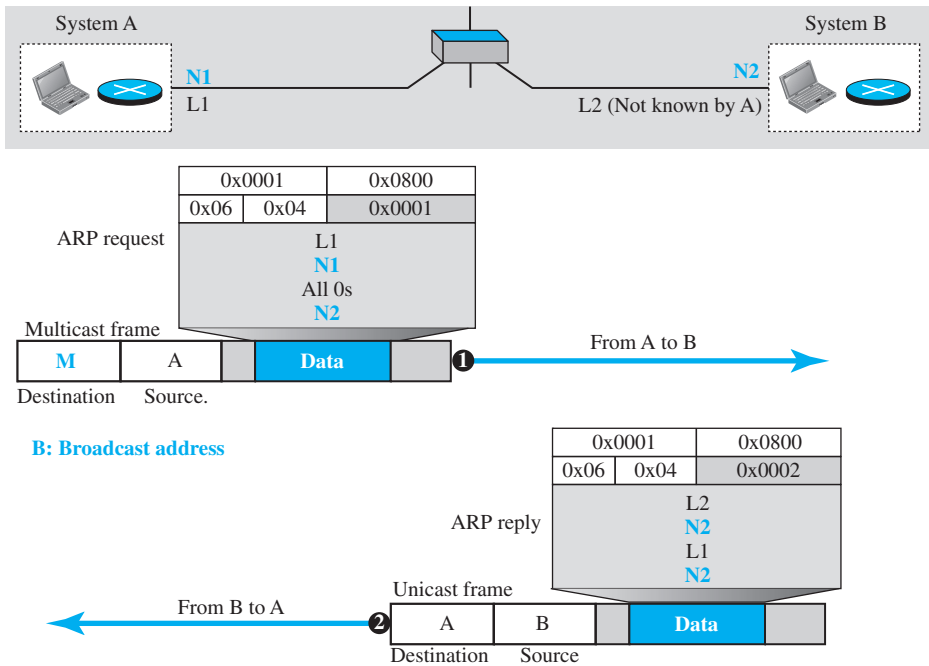 System A
System B
N1
N2
L1
L2 (Not known by A)
0x0001 0x0800
0x06 0x04 0x0001
ARP request
L1
N1
All 0s
N2
Multicast frame
M A Data ❶
From A to B
Destination Source.
B: Broadcast address
0x0001 0x0800
0x06 0x04 0x0002
ARP reply
L2
N2
L1
N2
Unicast frame
From B to A
❷ A B Data
Destination Source